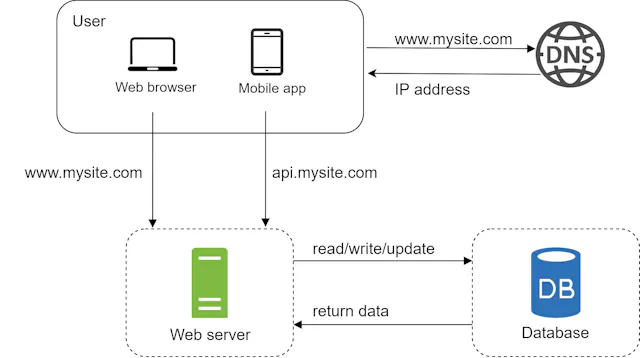 User
www.mysite.com
DNS
Web browser
Mobile app
IP address
www.mysite.com
api.mysite.com
read/write/update
DB
return data
Web server
Database